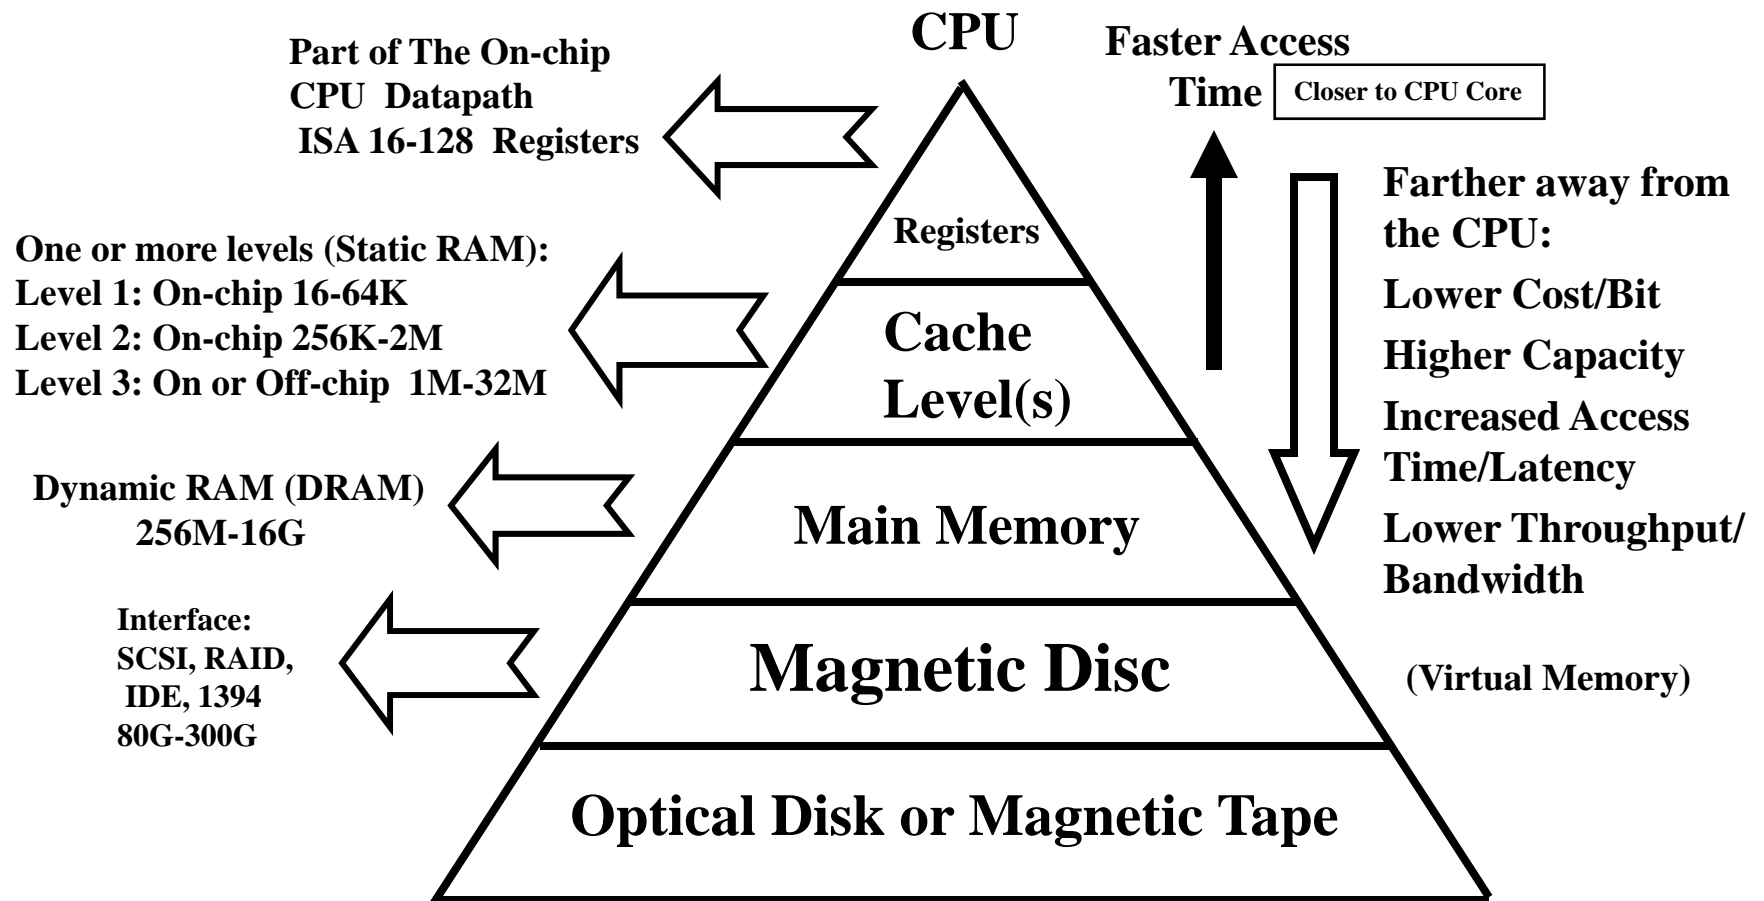 CPU
Part of The On-chip
CPU Datapath
ISA 16-128 Registers
Faster Access
Time
Closer to CPU Core
Registers
One or more levels (Static RAM):
Level 1: On-chip 16-64K
Level 2: On-chip 256K-2M
Level 3: On or Off-chip 1M-32M
Cache
Level(s)
Farther away from
the CPU:
Lower Cost/Bit
Higher Capacity
Increased Access
Time/Latency
Lower Throughput/
Bandwidth
Dynamic RAM (DRAM)
256M-16G
Main Memory
Interface:
SCSI, RAID,
IDE, 1394
80G-300G
Magnetic Disc
(Virtual Memory)
Optical Disk or Magnetic Tape